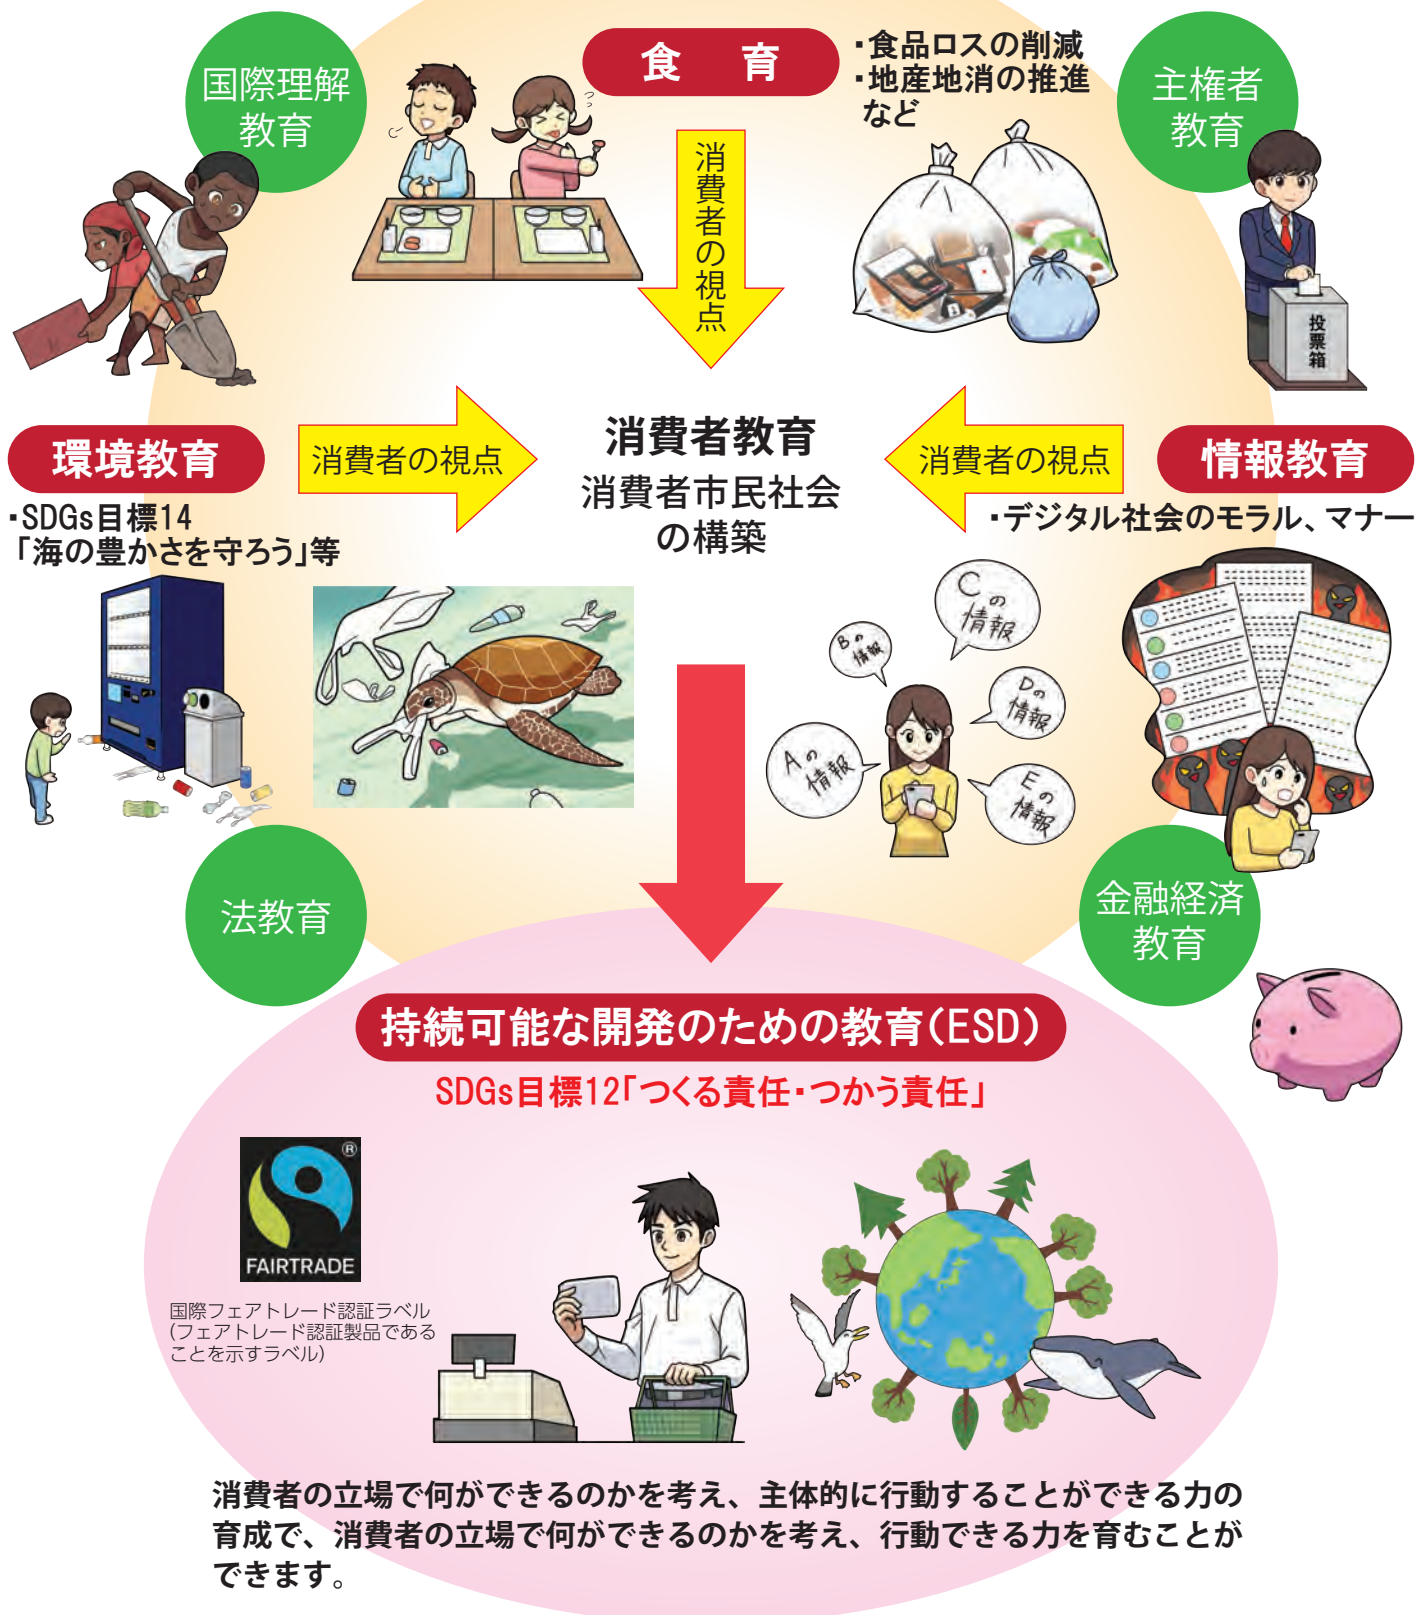 国際理解
教育
食　育
・食品ロスの削減
・地産地消の推進
など
主権者
教育
消費者の視点
投票箱
環境教育
・SDGs目標14
「海の豊かさを守ろう」等
消費者の視点
消費者教育
消費者市民社会
の構築
消費者の視点
情報教育
・デジタル社会のモラル、マナー
Cの
情報
Bの
情報
Dの
情報
Aの
情報
Eの
情報
法教育
金融経済
教育
持続可能な開発のための教育(ESD)
SDGs目標12「つくる責任・つかう責任」
®
FAIRTRADE
国際フェアトレード認証ラベル
(フェアトレード認証製品である
ことを示すラベル)
消費者の立場で何ができるのかを考え、主体的に行動することができる力の
育成で、消費者の立場で何ができるのかを考え、行動できる力を育むことが
できます。